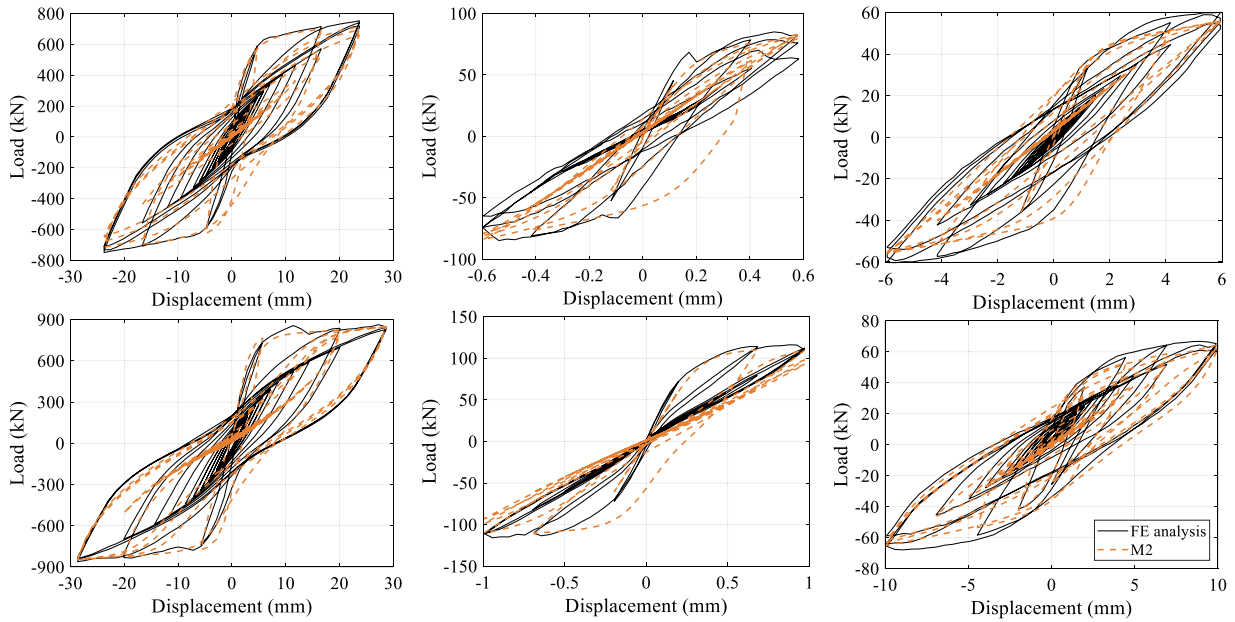 800
600
400
200
0
-200
-400
-600
-800
-30 -20 -10 0 10 20 30
Load (kN)
Displacement (mm)
100
50
0
-50
-100
-0.6 -0.4 -0.2 0 0.2 0.4 0.6
Load (kN)
Displacement (mm)
60
40
20
0
-20
-40
-60
-6 -4 -2 0 2 4 6
Load (kN)
Displacement (mm)
900
600
300
0
-300
-600
-900
-30 -20 -10 0 10 20 30
Load (kN)
Displacement (mm)
150
100
50
0
-50
-100
-150
-1 -0.5 0 0.5 1
Load (kN)
Displacement (mm)
80
60
40
20
0
-20
-40
-60
-80
-10 -5 0 5 10
Load (kN)
Displacement (mm)
FE analysis
M2